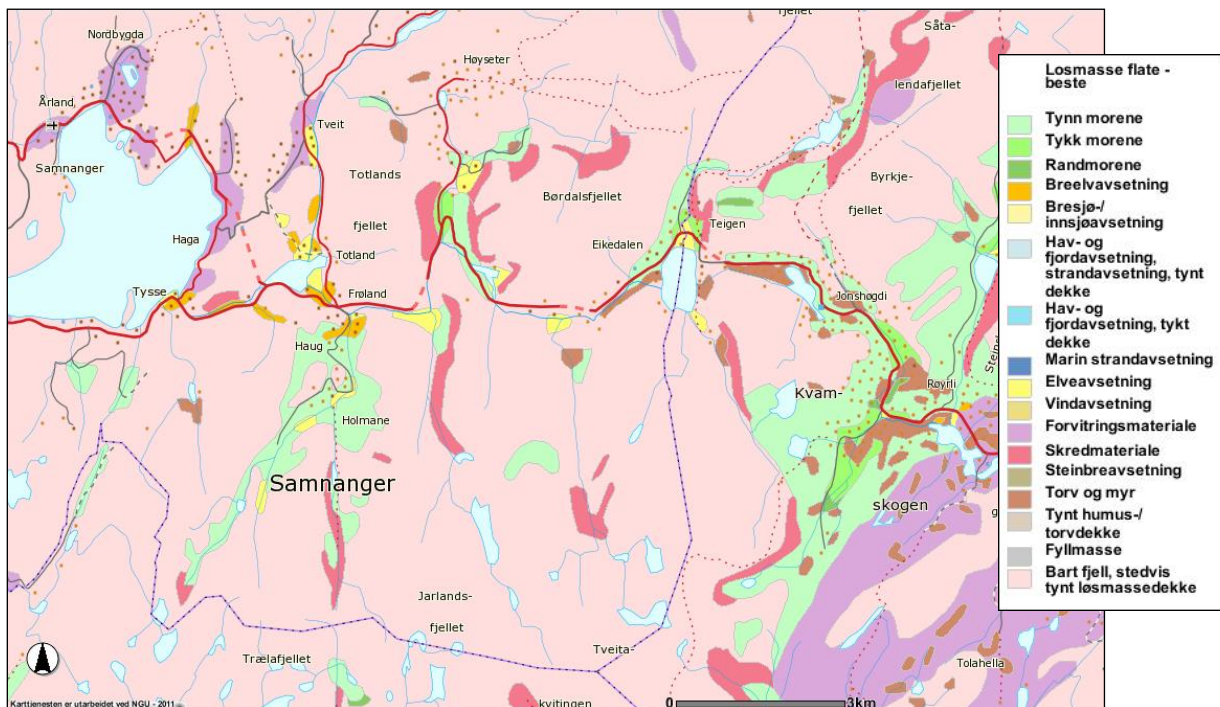 fjellet
Såta-
Nordbygda
Høyseter
lendafjellet
Årland,
Tveit
Samnanger
Totlands
Byrkje-
fjellet
Børdalsfjellet
fjellet
Teigen
Haga
Eikedalen
Totland
Tysse
Frøland
Jonshøgdi
Haug
Kvam-
Røyrli
Holmane
Samnanger
skogen
Jarlands-
fjellet
Tveita-
Trælafjellet
Tolahella
kvitingen
0
3km
Karttjenesten er utarbeidet ved NGU - 2011
Losmasse flate -
beste
Tynn morene
Tykk morene
Randmorene
Breelvavsetning
Bresjø-/
innsjøavsetning
Hav- og
fjordavsetning,
strandavsetning, tynt
dekke
Hav- og
fjordavsetning, tykt
dekke
Marin strandavsetning
Elveavsetning
Vindavsetning
Forvitringsmateriale
Skredmateriale
Steinbreavsetning
Torv og myr
Tynt humus-/
torvdekke
Fyllmasse
Bart fjell, stedvis
tynt løsmassedekke